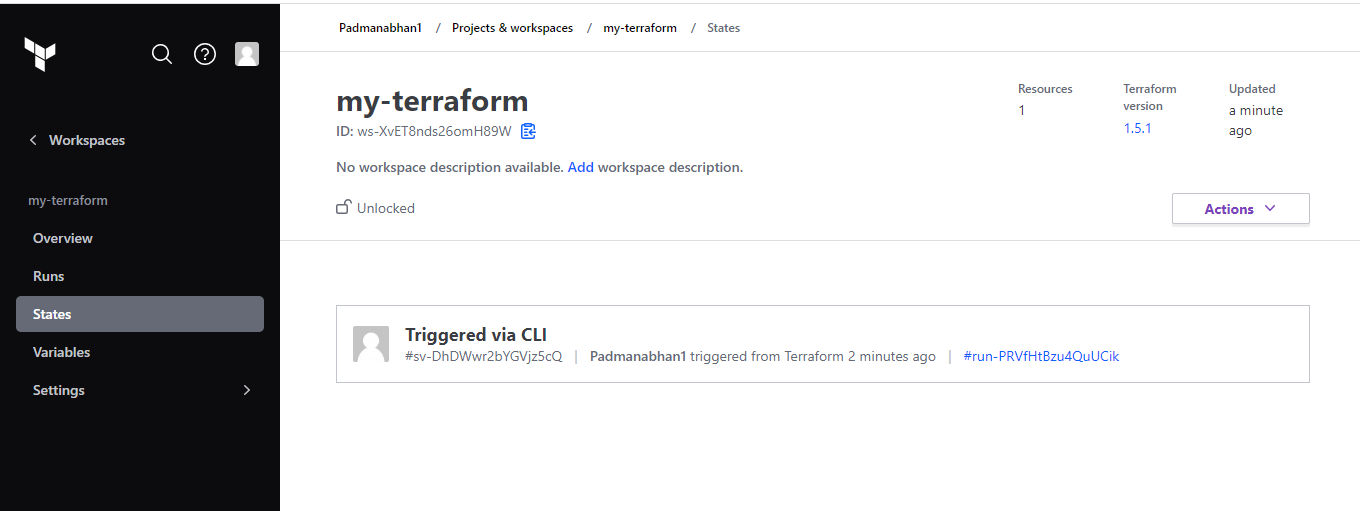 Padmanabhan1 / Projects & workspaces / my-terraform / States
Workspaces
my-terraform
Overview
Runs
States
Variables
Settings
my-terraform
ID: ws-XvET8nds26omH89W
No workspace description available. Add workspace description.
Unlocked
Resources
1
Terraform
version
1.5.1
Updated
a minute
ago
Actions
Triggered via CLI
#sv-DhDWwr2bYGVjz5cQ | Padmanabhan1 triggered from Terraform 2 minutes ago | #run-PRVfHtBzu4QuUCik